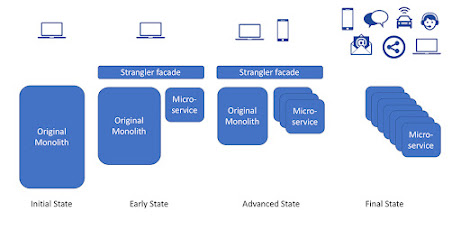 Strangler facade
Strangler facade
Original
Monolith
Original
Monolith
Micro-
service
Original
Monolith
Micro-
service
Micro-
service
Initial State
Early State
Advanced State
Final State